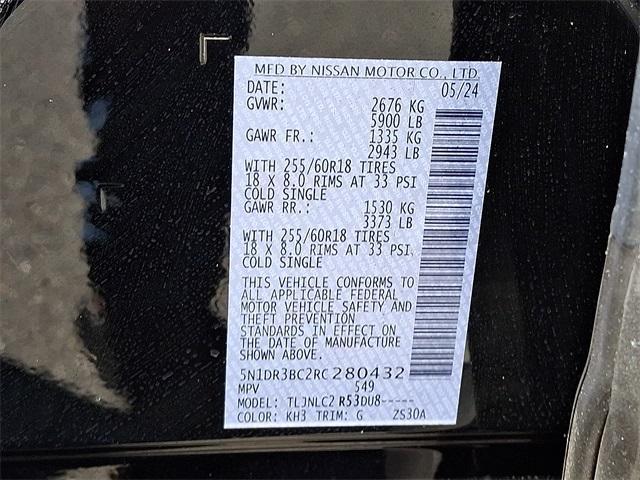 MFD BY NISSAN MOTOR CO., LTD.
DATE: 05/24
GVWR: 2676 KG
5900 LB
GAWR FR.: 1335 KG
2943 LB
WITH 255/60R18 TIRES
18 X 8.0 RIMS AT 33 PSI
COLD SINGLE
GAWR RR.: 1530 KG
3373 LB
WITH 255/60R18 TIRES
18 X 8.0 RIMS AT 33 PSI
COLD SINGLE
THIS VEHICLE CONFORMS TO
ALL APPLICABLE FEDERAL
MOTOR VEHICLE SAFETY AND
THEFT PREVENTION
STANDARDS IN EFFECT ON
THE DATE OF MANUFACTURE
SHOWN ABOVE.
5N1DR3BC2RC280432
MPV 549
MODEL: TLJNLC2 R53DU8-----
COLOR: KH3 TRIM: G ZS30A